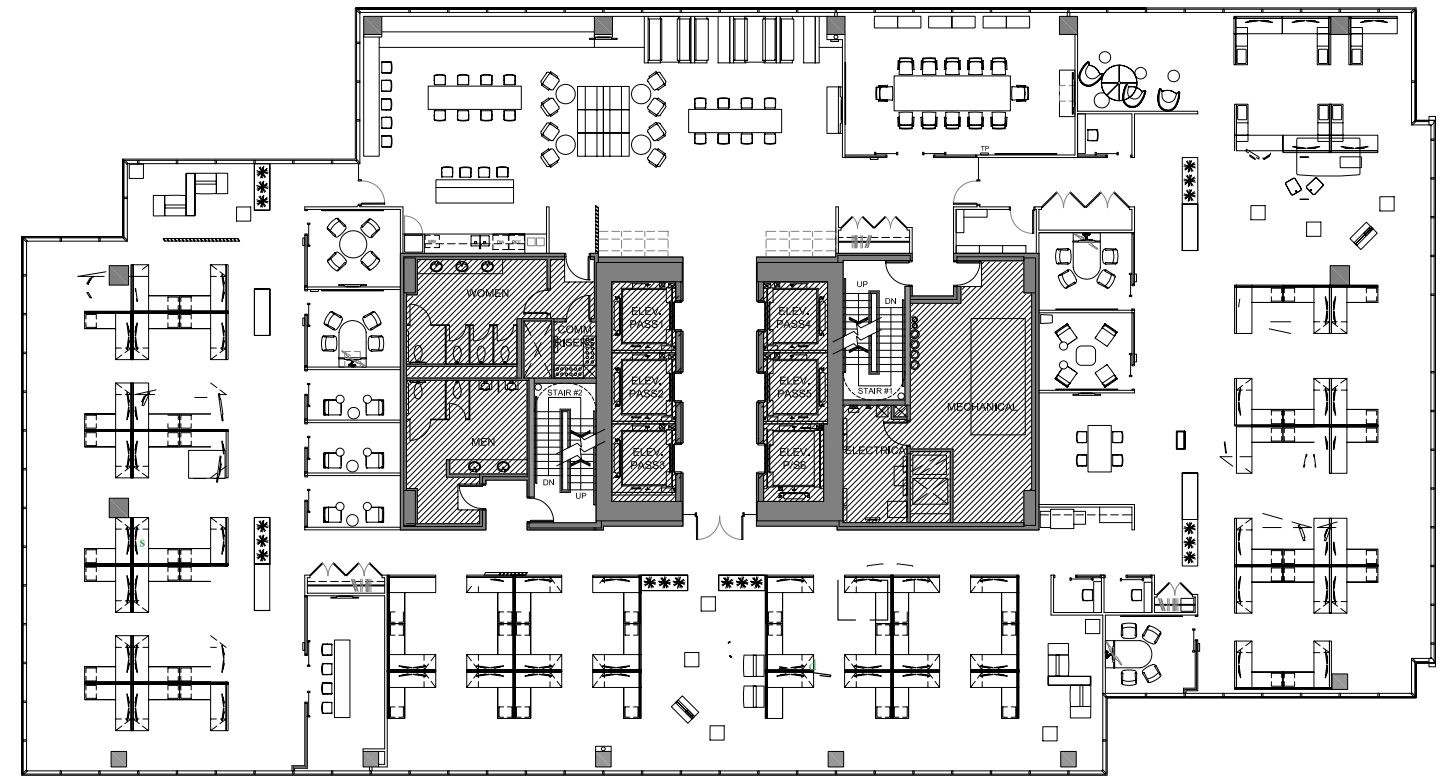 TP
WOMEN
COMM
RISER
ELEV.
PASS1
ELEV.
PASS4
UP
DN
ELEV.
PASS2
ELEV.
PASS5
STAIR #2
STAIR #1
MECHANICAL
MEN
ELEV.
PASS3
ELEV.
P/S6
ELECTRICAL
DN
UP
s
d